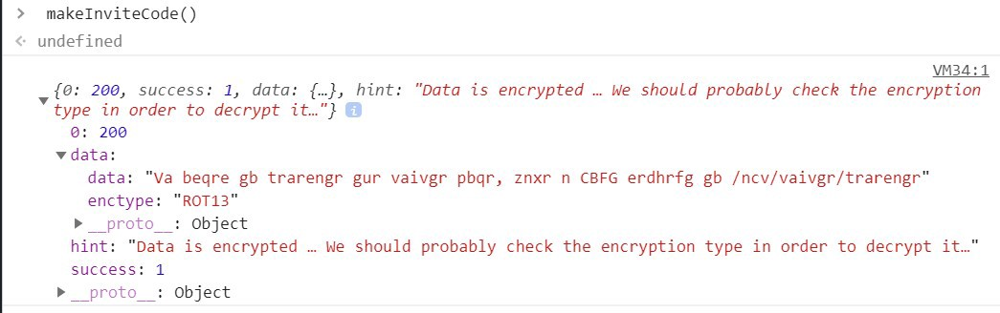 makeInviteCode()
undefined
VM34:1
{0: 200, success: 1, data: {…}, hint: "Data is encrypted … We should probably check the encryption
type in order to decrypt it…"} i
0: 200
data:
data: "Va beqre gb trarengr gur vaivgr pbqr, znxr n CBFG erdhrfg gb /ncv/vaivgr/trarengr"
enctype: "ROT13"
__proto__: Object
hint: "Data is encrypted … We should probably check the encryption type in order to decrypt it…"
success: 1
__proto__: Object